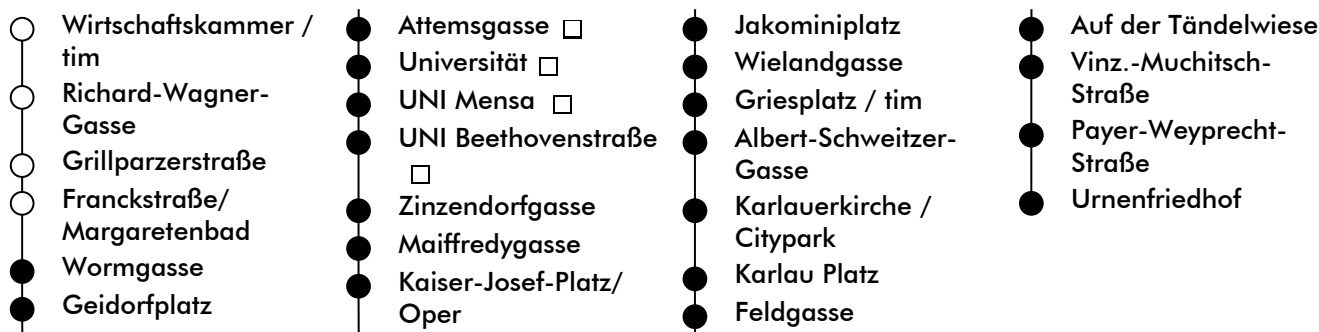 Wirtschaftskammer /
tim
Richard-Wagner-
Gasse
Grillparzerstraße
Franckstraße/
Margaretenbad
Wormgasse
Geidorfplatz
Attemsgasse
Universität
UNI Mensa
UNI Beethovenstraße
Zinzendorfgasse
Maiffredygasse
Kaiser-Josef-Platz/
Oper
Jakominiplatz
Wielandgasse
Griesplatz / tim
Albert-Schweitzer-
Gasse
Karlauerkirche /
Citypark
Karlau Platz
Feldgasse
Auf der Tändelwiese
Vinz.-Muchitsch-
Straße
Payer-Weyprecht-
Straße
Urnenfriedhof